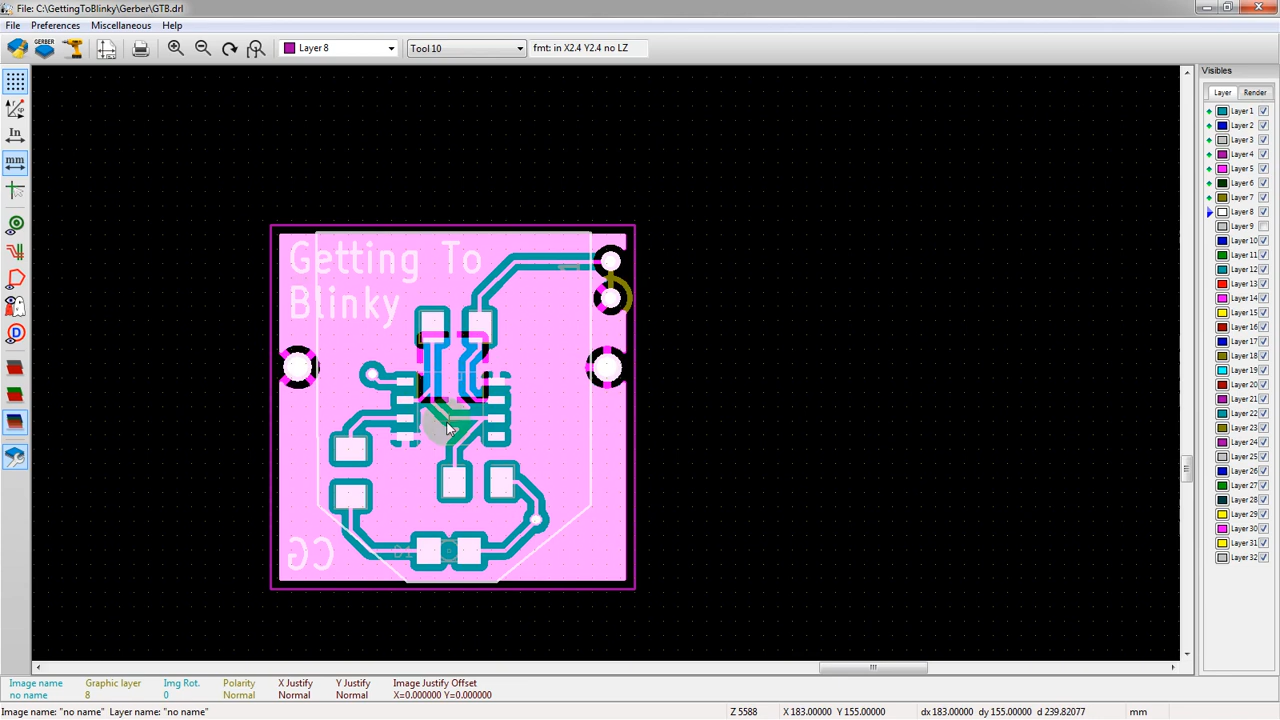 File: C:\GettingToBlinky\Gerber\GTB.drl
File Preferences Miscellaneous Help
GERBER Layer 8 Tool 10 fmt: in X2.4 Y2.4 no LZ
Visibles
Layer Render
In
mm
Layer 1
Layer 2
Layer 3
Layer 4
Layer 5
Layer 6
Layer 7
Layer 8
Layer 9
Layer 10
Layer 11
Layer 12
Layer 13
Layer 14
Layer 15
Layer 16
Layer 17
Layer 18
Layer 19
Layer 20
Layer 21
Layer 22
Layer 23
Layer 24
Layer 25
Layer 26
Layer 27
Layer 28
Layer 29
Layer 30
Layer 31
Layer 32
Getting To
Blinky
1
CG
Image name Graphic layer Img Rot. Polarity X Justify Y Justify Image Justify Offset
no name 8 0 Normal Normal Normal X=0.000000 Y=0.000000
Image name: "no name" Layer name: "no name" Z 5588 X 183.00000 Y 155.00000 dx 183.00000 dy 155.00000 d 239.82077 mm